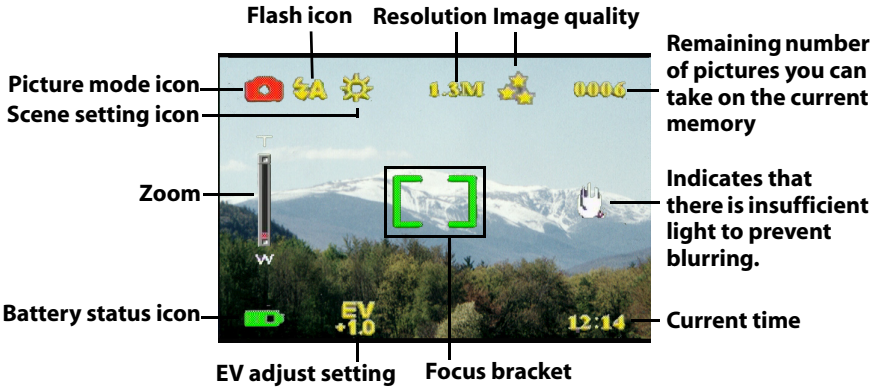 Flash icon
Resolution
Image quality
Picture mode icon
Scene setting icon
Remaining number
of pictures you can
take on the current
memory
A
1.3M
0006
T
Zoom
W
Indicates that
there is insufficient
light to prevent
blurring.
Battery status icon
EV
+1.0
12:14
Current time
EV adjust setting
Focus bracket